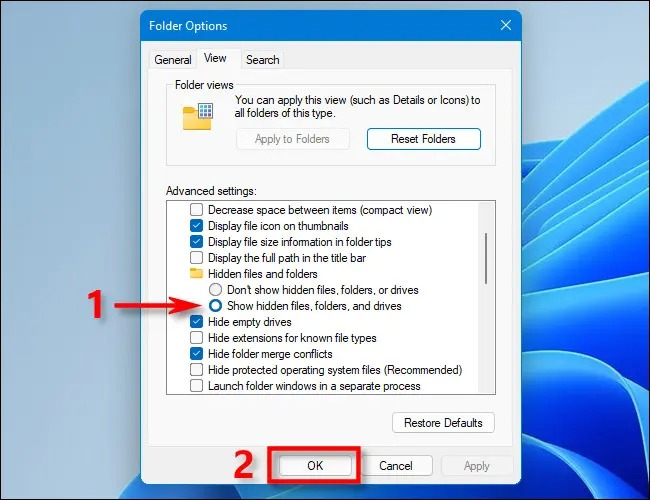 Folder Options
General View Search
Folder views
You can apply this view (such as Details or Icons) to
all folders of this type.
Apply to Folders Reset Folders
Advanced settings:
Decrease space between items (compact view)
Display file icon on thumbnails
Display file size information in folder tips
Display the full path in the title bar
Hidden files and folders
Don't show hidden files, folders, or drives
1 Show hidden files, folders, and drives
Hide empty drives
Hide extensions for known file types
Hide folder merge conflicts
Hide protected operating system files (Recommended)
Launch folder windows in a separate process
Restore Defaults
2 OK Cancel Apply